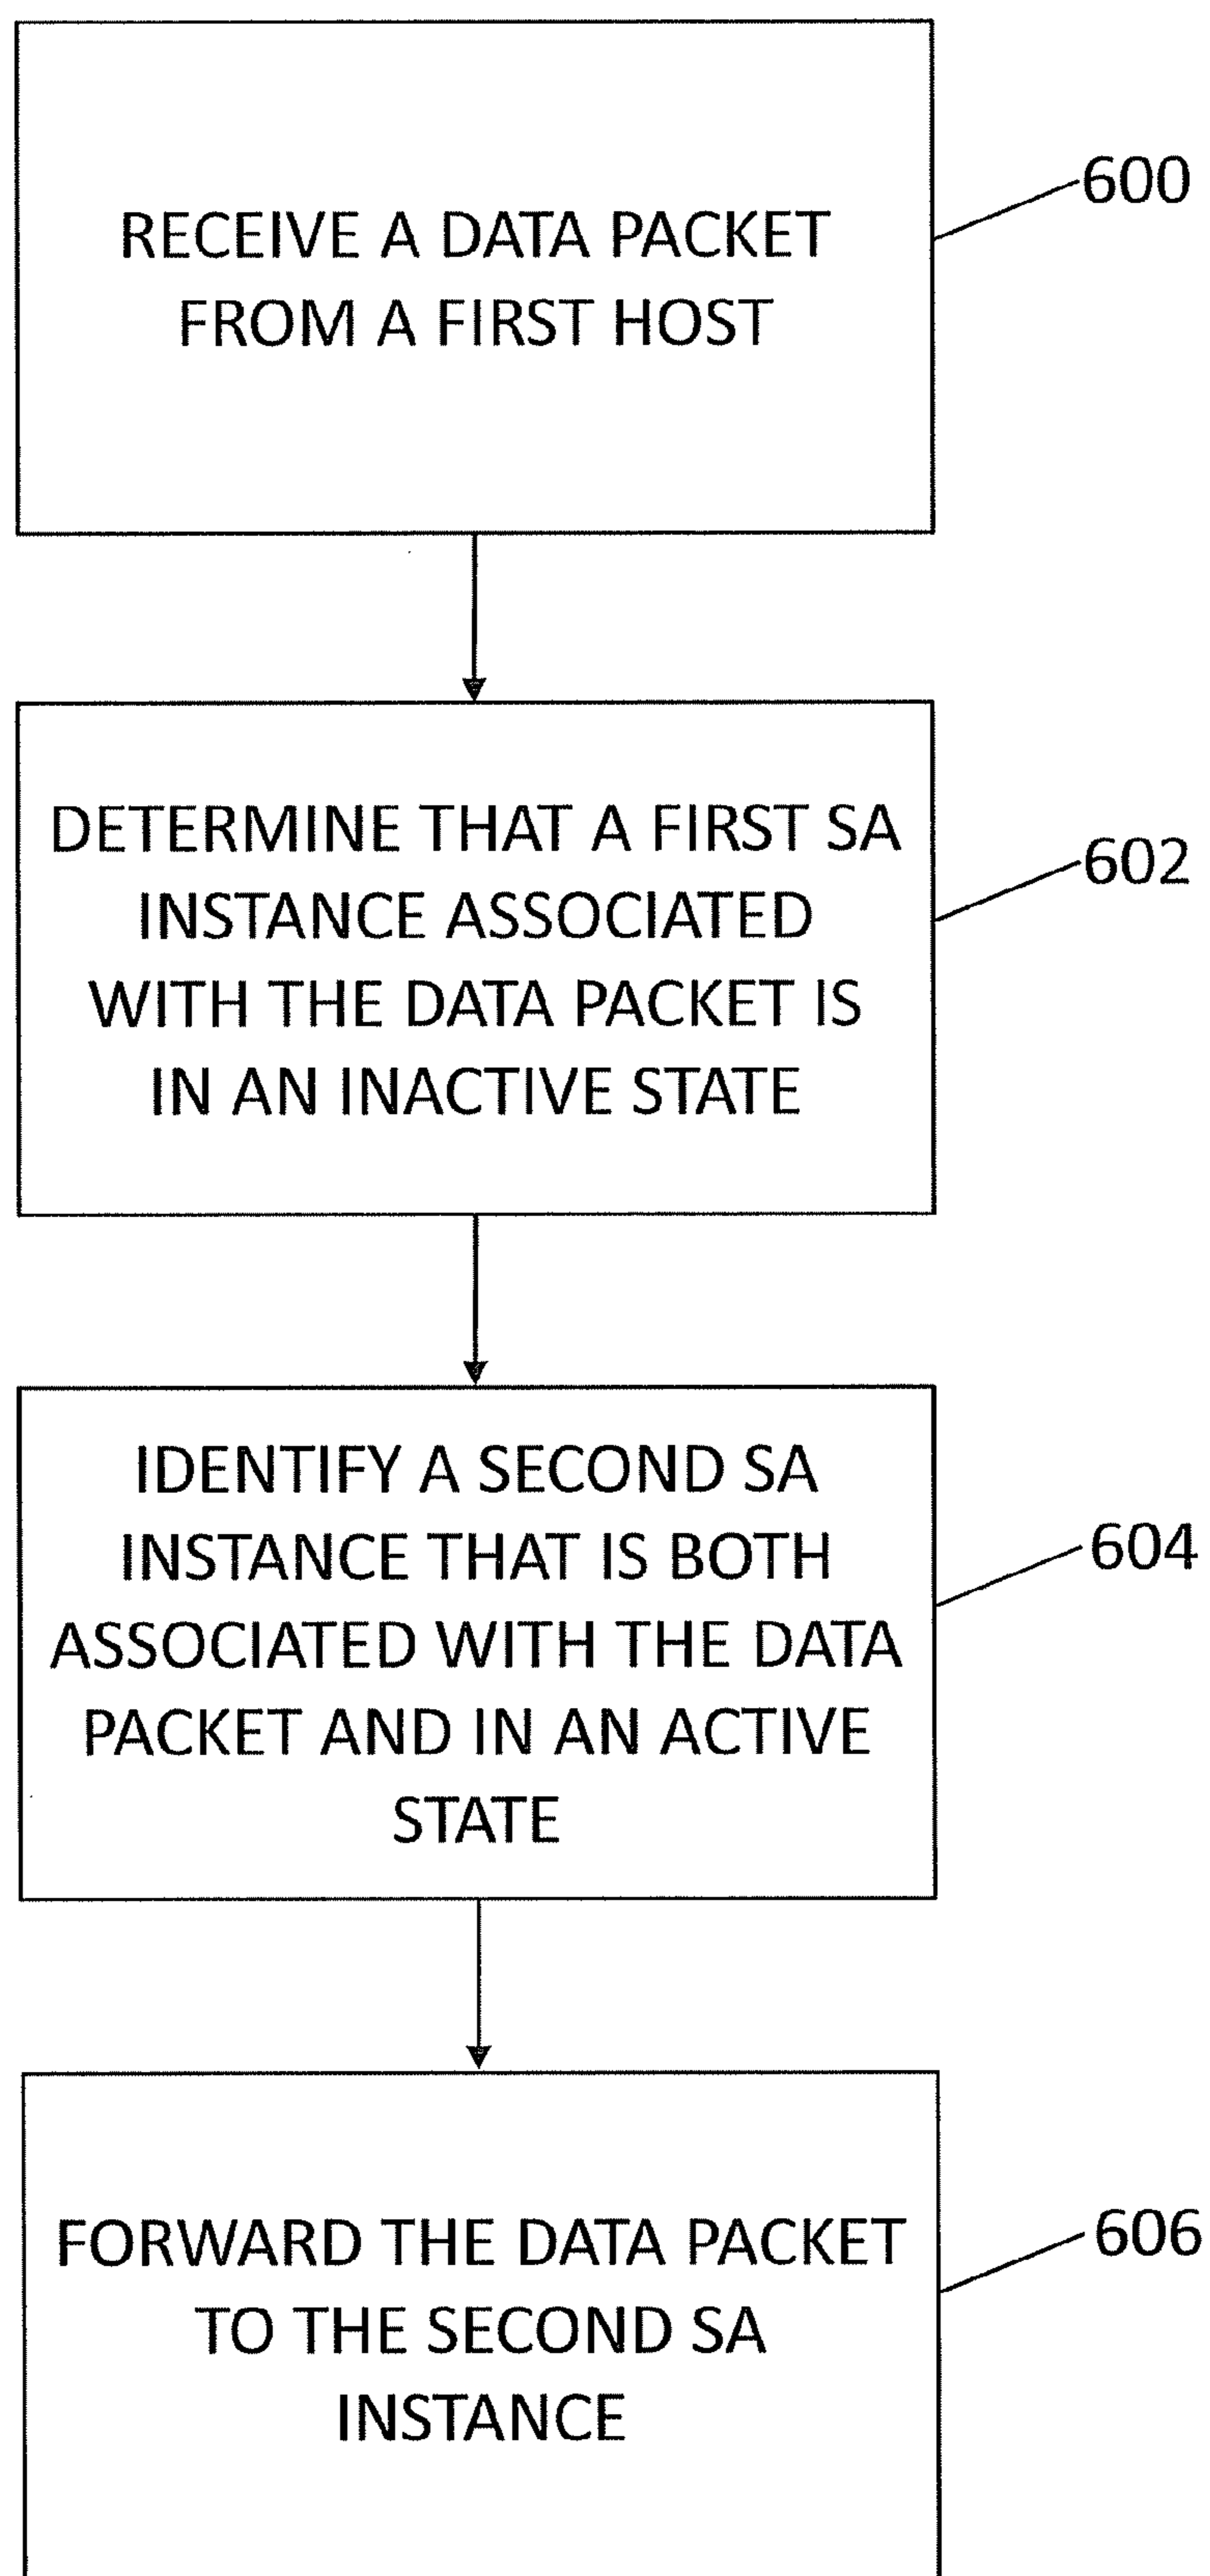 RECEIVE A DATA PACKET
FROM A FIRST HOST
600
DETERMINE THAT A FIRST SA
INSTANCE ASSOCIATED
WITH THE DATA PACKET IS
IN AN INACTIVE STATE
602
IDENTIFY A SECOND SA
INSTANCE THAT IS BOTH
ASSOCIATED WITH THE DATA
PACKET AND IN AN ACTIVE
STATE
604
FORWARD THE DATA PACKET
TO THE SECOND SA
INSTANCE
606